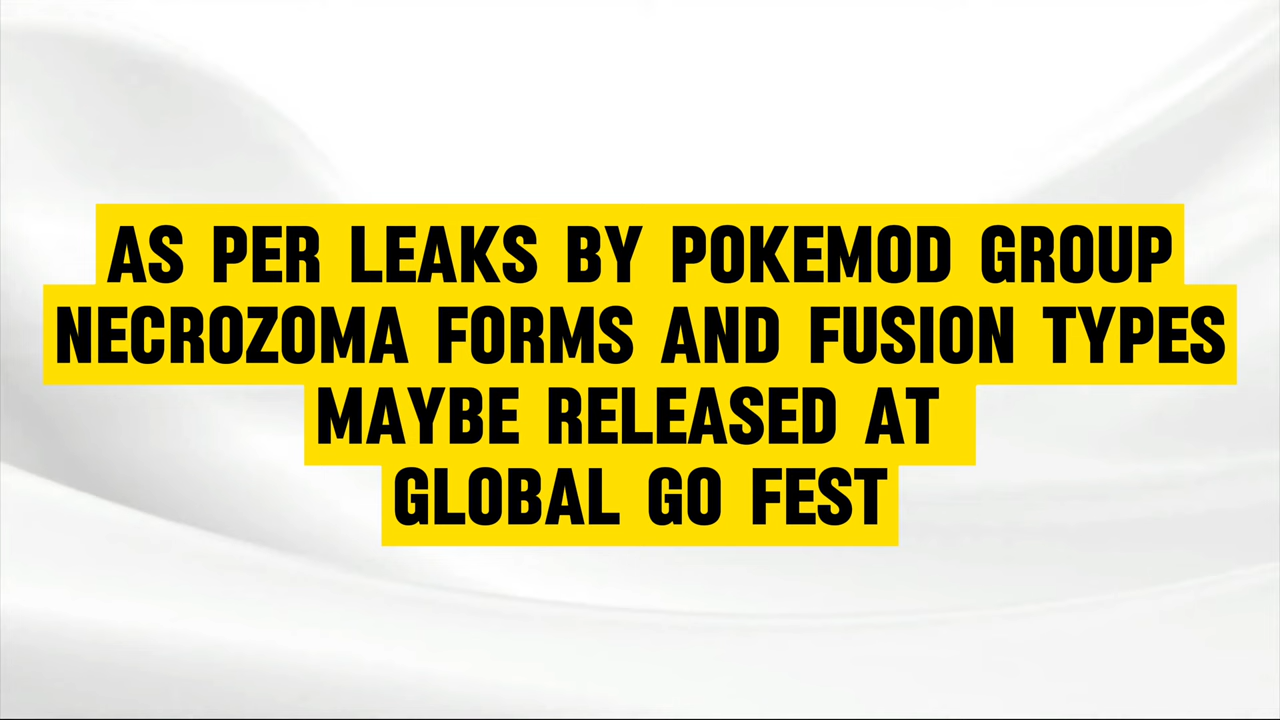 AS PER LEAKS BY POKEMOD GROUP
NECROZOMA FORMS AND FUSION TYPES
MAYBE RELEASED AT
GLOBAL GO FEST